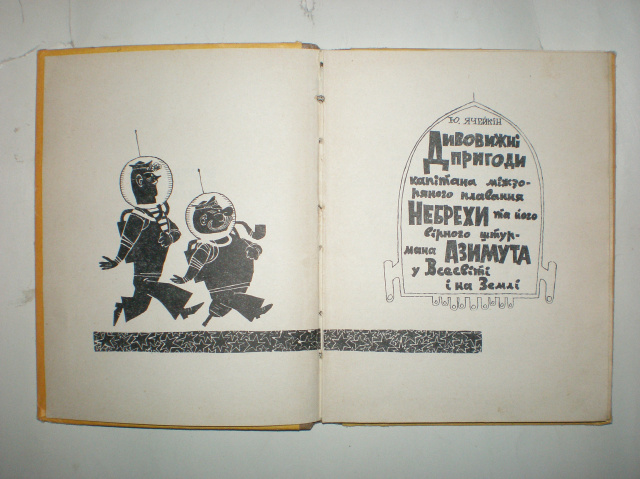 Ю. ЯЧЕЙКІН
ДИВОВИЖНІ
ПРИГОДИ
капітана міжзо-
ряного плавання
НЕБРЕХИ та його
вірного штур-
мана АЗИМУТА
у Всесвіті
і на Землі